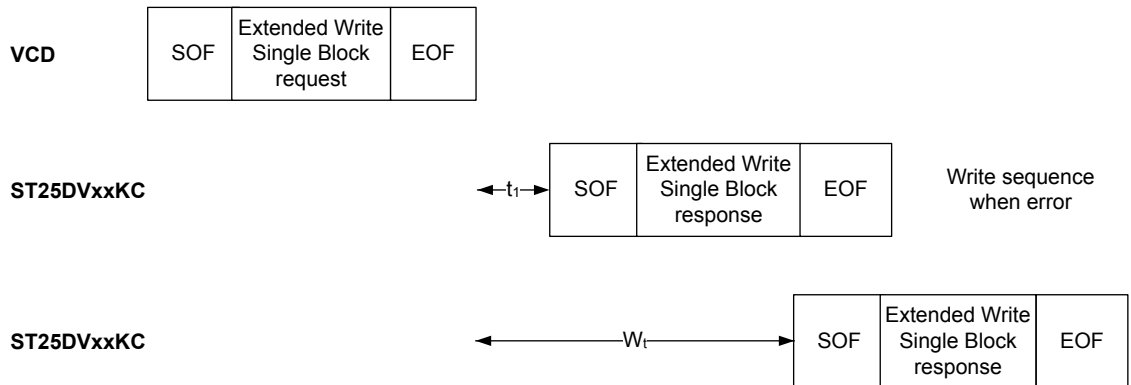 VCD
SOF
Extended Write
Single Block
request
EOF
ST25DVxxKC
t1
SOF
Extended Write
Single Block
response
EOF
Write sequence
when error
ST25DVxxKC
Wt
SOF
Extended Write
Single Block
response
EOF